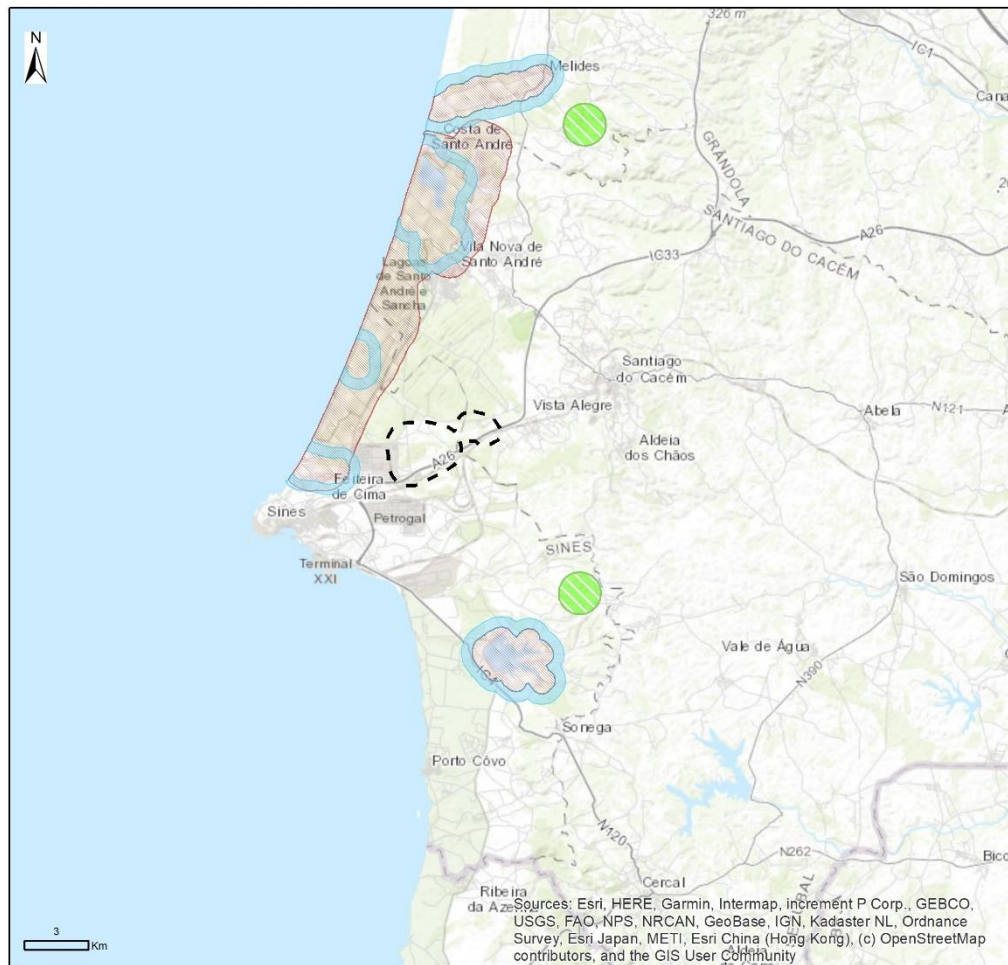 N
326 m
IC1
Melides
Cana
Costa de
Santo André
GRÂNDOLA
SANTIAGO DO CACÉM
A26
IC33
Vila Nova de
Santo André
Lagoas
de Santo
André e
Sancha
Santiago
do Cacém
Vista Alegre
Abela
N121
Aldeia
dos Chãos
A26
de Cima
Sines
Petrogal
SINES
Terminal
XXI
São Domingos
Vale de Água
N390
IC4
Sonega
Porto Côvo
N120
N262
Bico
Cercal
Ribeira
da Azen
3
Km
Sources: Esri, HERE, Garmin, Intermap, increment P Corp., GEBCO,
USGS, FAO, NPS, NRCAN, GeoBase, IGN, Kadaster NL, Ordnance
Survey, Esri Japan, METI, Esri China (Hong Kong), (c) OpenStreetMap
contributors, and the GIS User Community